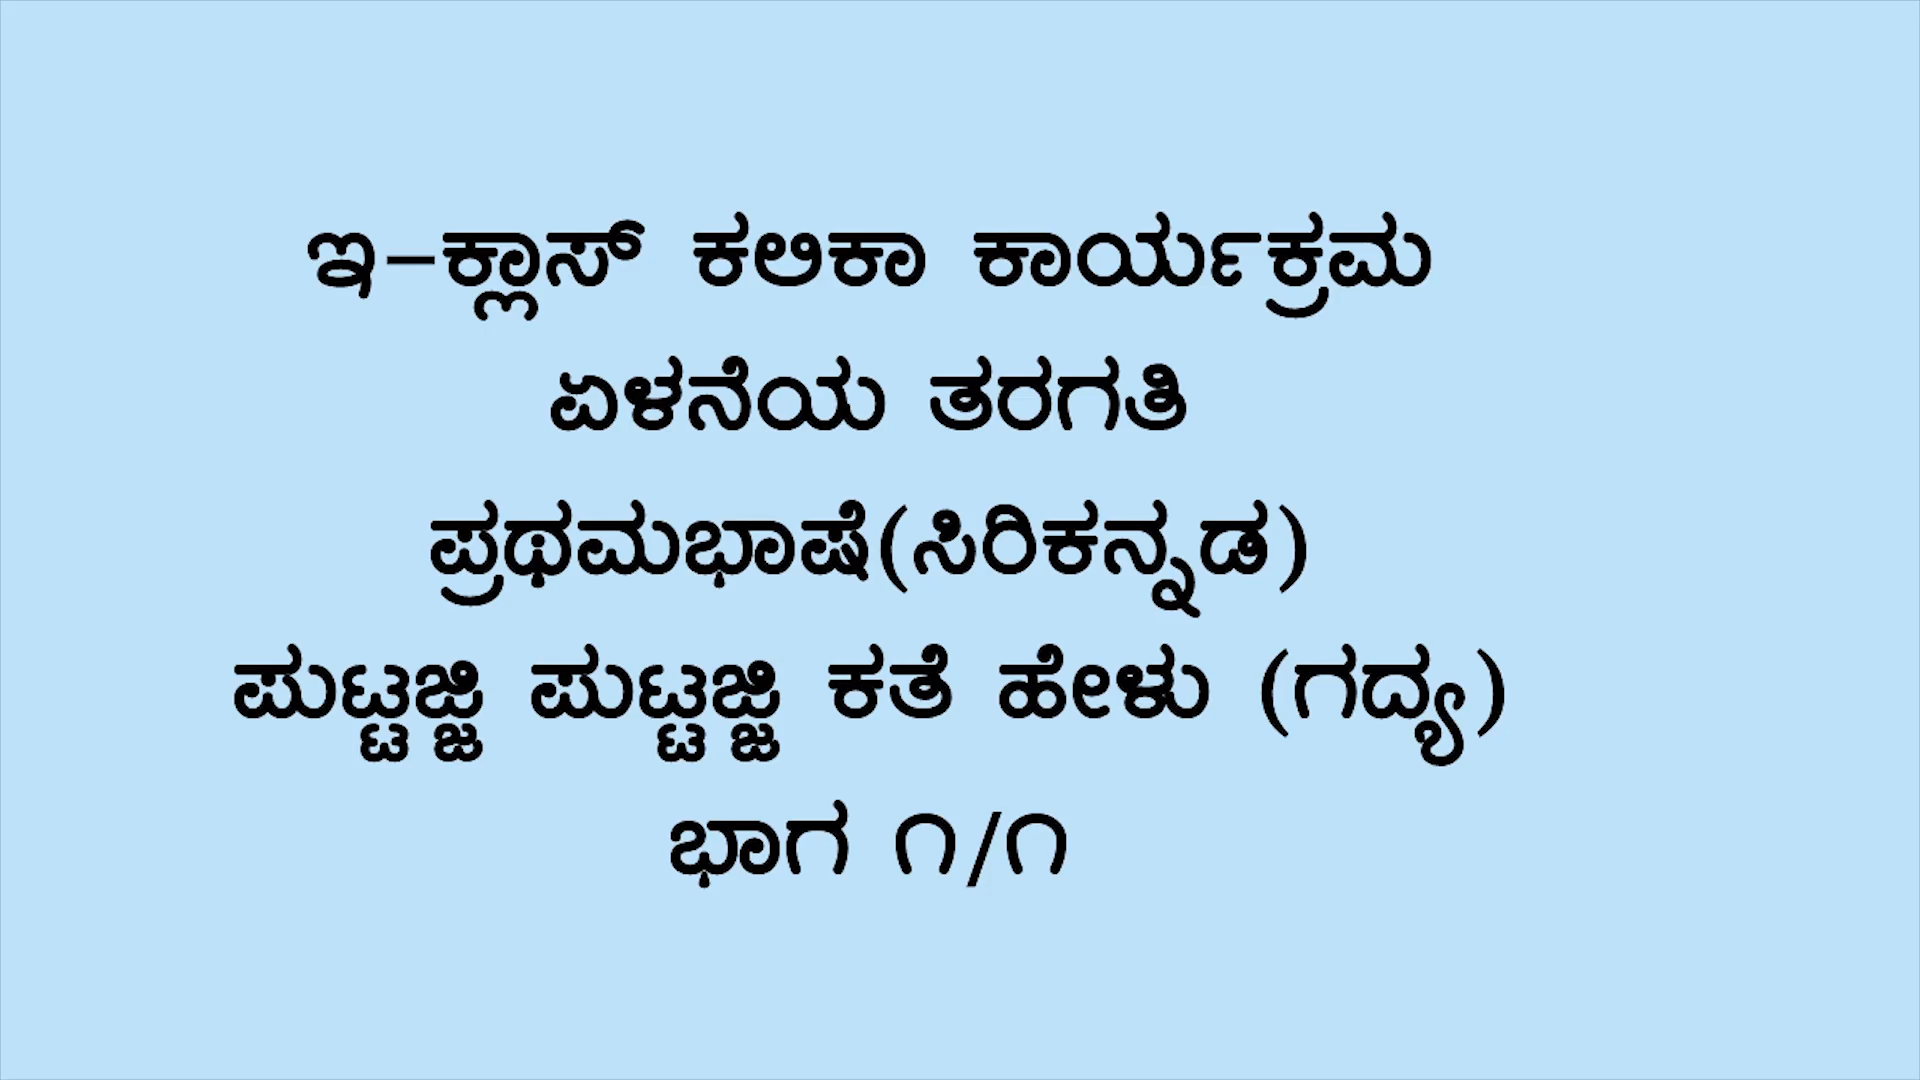 ಇ-ಕ್ಲಾಸ್ ಕಲಿಕಾ ಕಾರ್ಯಕ್ರಮ
ಏಳನೆಯ ತರಗತಿ
ಪ್ರಥಮಭಾಷೆ(ಸಿರಿಕನ್ನಡ)
ಪುಟ್ಟಜ್ಜಿ ಪುಟ್ಟಜ್ಜಿ ಕತೆ ಹೇಳು (ಗದ್ಯ)
ಭಾಗ ೧/೧